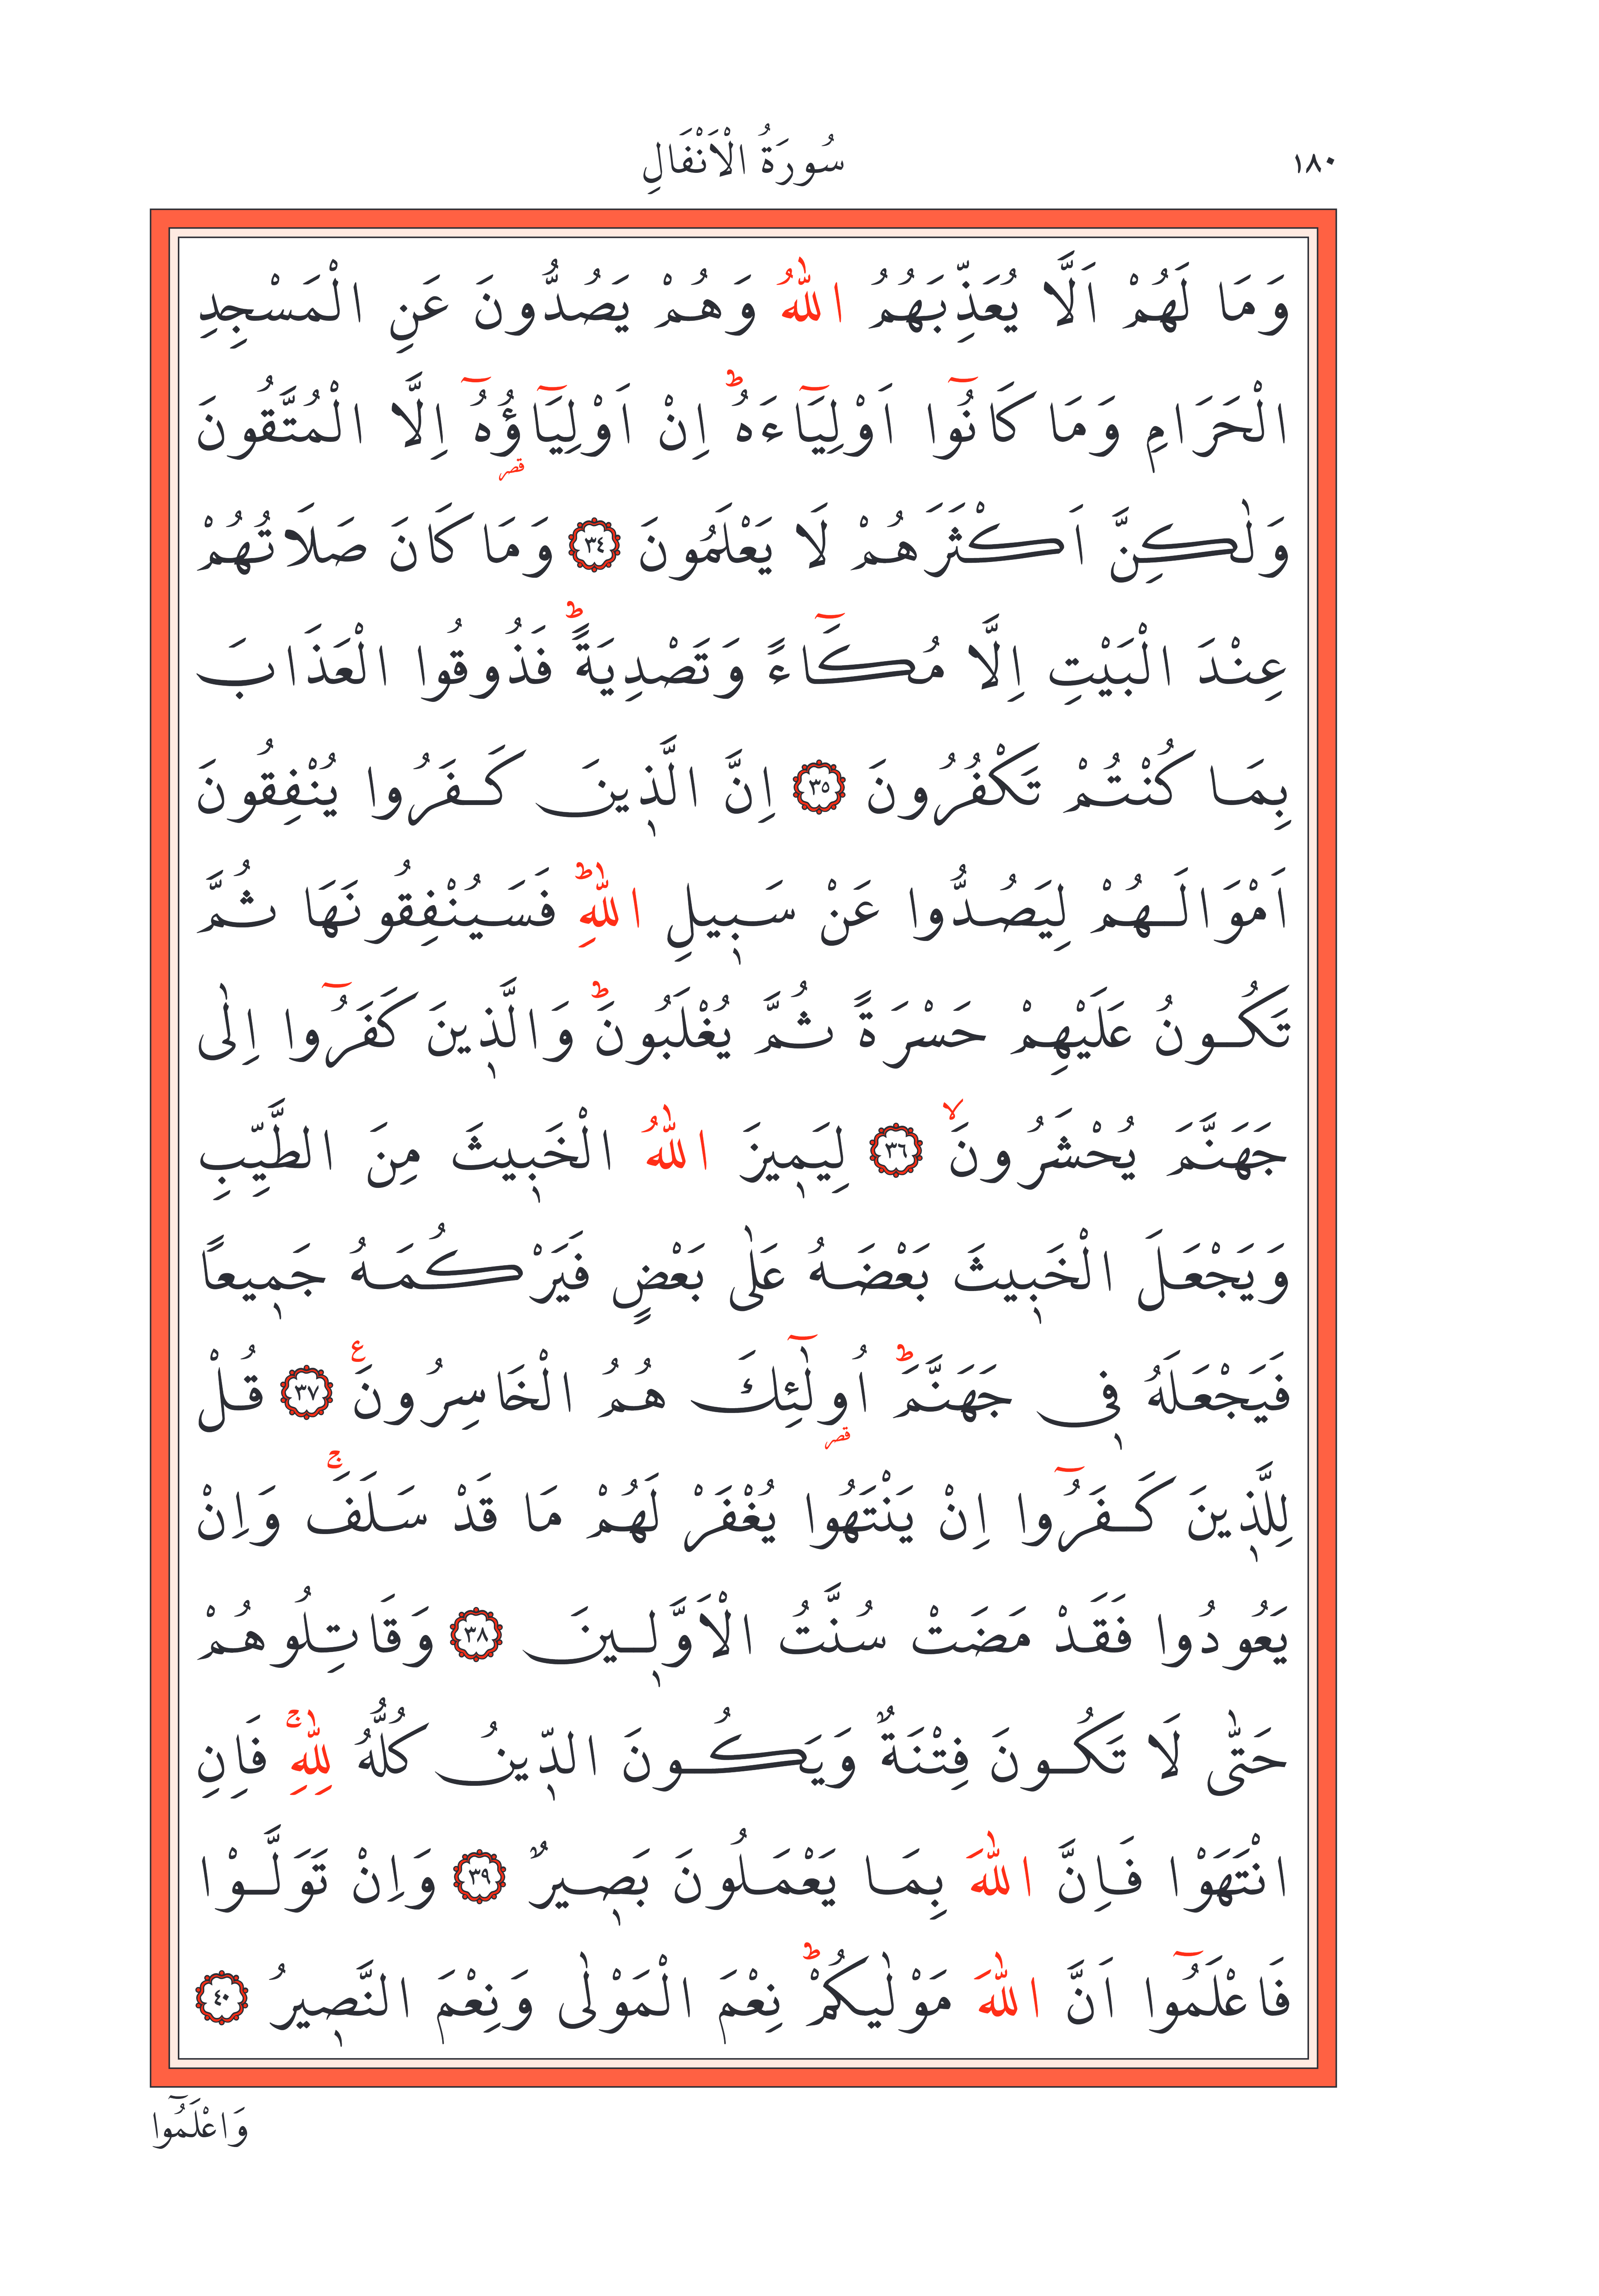 سُورَةُ الْاَنْفَالِ ١٨٠
وَمَا لَهُمْ اَلَّا يُعَذِّبَهُمُ اللّٰهُ وَهُمْ يَصُدُّونَ عَنِ الْمَسْجِدِ
الْحَرَامِ وَمَا كَانُٓوا اَوْلِيَٓاءَهُۜ اِنْ اَوْلِيَٓاؤُ۬هُٓ اِلَّا الْمُتَّقُونَ
قصر
وَلٰكِنَّ اَكْثَرَهُمْ لَا يَعْلَمُونَ ﴿٣٤﴾ وَمَا كَانَ صَلَاتُهُمْ
عِنْدَ الْبَيْتِ اِلَّا مُكَٓاءً وَتَصْدِيَةًۜ فَذُوقُوا الْعَذَابَ
بِمَا كُنْتُمْ تَكْفُرُونَ ﴿٣٥﴾ اِنَّ الَّذ۪ينَ كَفَرُوا يُنْفِقُونَ
اَمْوَالَهُمْ لِيَصُدُّوا عَنْ سَب۪يلِ اللّٰهِۜ فَسَيُنْفِقُونَهَا ثُمَّ
تَكُونُ عَلَيْهِمْ حَسْرَةً ثُمَّ يُغْلَبُونَۜ وَالَّذ۪ينَ كَفَرُٓوا اِلٰى
جَهَنَّمَ يُحْشَرُونَۙ ﴿٣٦﴾ لِيَم۪يزَ اللّٰهُ الْخَب۪يثَ مِنَ الطَّيِّبِ
وَيَجْعَلَ الْخَب۪يثَ بَعْضَهُ عَلٰى بَعْضٍ فَيَرْكُمَهُ جَم۪يعًا
فَيَجْعَلَهُ ف۪ي جَهَنَّمَۜ اُو۬لٰٓئِكَ هُمُ الْخَاسِرُونَ۟ ع ﴿٣٧﴾ قُلْ
قصر
لِلَّذ۪ينَ كَفَرُٓوا اِنْ يَنْتَهُوا يُغْفَرْ لَهُمْ مَا قَدْ سَلَفَۚ وَاِنْ
يَعُودُوا فَقَدْ مَضَتْ سُنَّتُ الْاَوَّل۪ينَ ﴿٣٨﴾ وَقَاتِلُوهُمْ
حَتّٰى لَا تَكُونَ فِتْنَةٌ وَيَكُونَ الدّ۪ينُ كُلُّهُ لِلّٰهِۚ فَاِنِ
انْتَهَوْا فَاِنَّ اللّٰهَ بِمَا يَعْمَلُونَ بَص۪يرٌ ﴿٣٩﴾ وَاِنْ تَوَلَّوْا
فَاعْلَمُٓوا اَنَّ اللّٰهَ مَوْلٰيكُمْۜ نِعْمَ الْمَوْلٰى وَنِعْمَ النَّص۪يرُ ﴿٤٠﴾
وَاعْلَمُٓوا